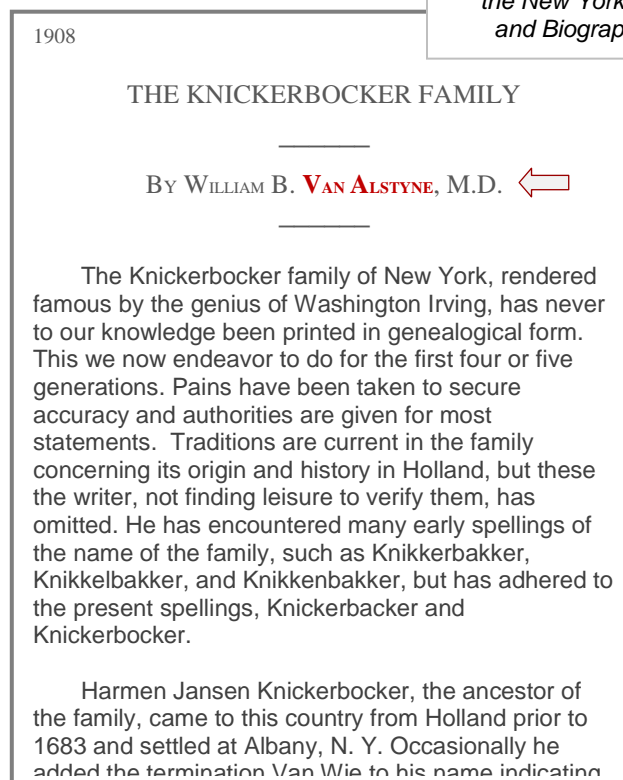 the New York
and Biograp
1908
THE KNICKERBOCKER FAMILY
BY WILLIAM B. VAN ALSTYNE, M.D.
The Knickerbocker family of New York, rendered
famous by the genius of Washington Irving, has never
to our knowledge been printed in genealogical form.
This we now endeavor to do for the first four or five
generations. Pains have been taken to secure
accuracy and authorities are given for most
statements.  Traditions are current in the family
concerning its origin and history in Holland, but these
the writer, not finding leisure to verify them, has
omitted. He has encountered many early spellings of
the name of the family, such as Knikkerbakker,
Knikkelbakker, and Knikkenbakker, but has adhered to
the present spellings, Knickerbacker and
Knickerbocker.
Harmen Jansen Knickerbocker, the ancestor of
the family, came to this country from Holland prior to
1683 and settled at Albany, N. Y. Occasionally he
added the termination Van Wie to his name indicating